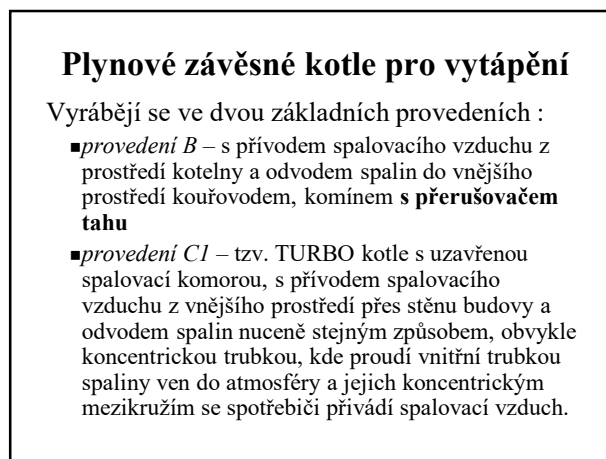 Plynové závěsné kotle pro vytápění
Vyrábějí se ve dvou základních provedeních :
■provedení B – s přívodem spalovacího vzduchu z
prostředí kotelny a odvodem spalin do vnějšího
prostředí kouřovodem, komínem s přerušovačem
tahu
■provedení C1 – tzv. TURBO kotle s uzavřenou
spalovací komorou, s přívodem spalovacího
vzduchu z vnějšího prostředí přes stěnu budovy a
odvodem spalin nuceně stejným způsobem, obvykle
koncentrickou trubkou, kde proudí vnitřní trubkou
spaliny ven do atmosféry a jejich koncentrickým
mezikružím se spotřebiči přivádí spalovací vzduch.